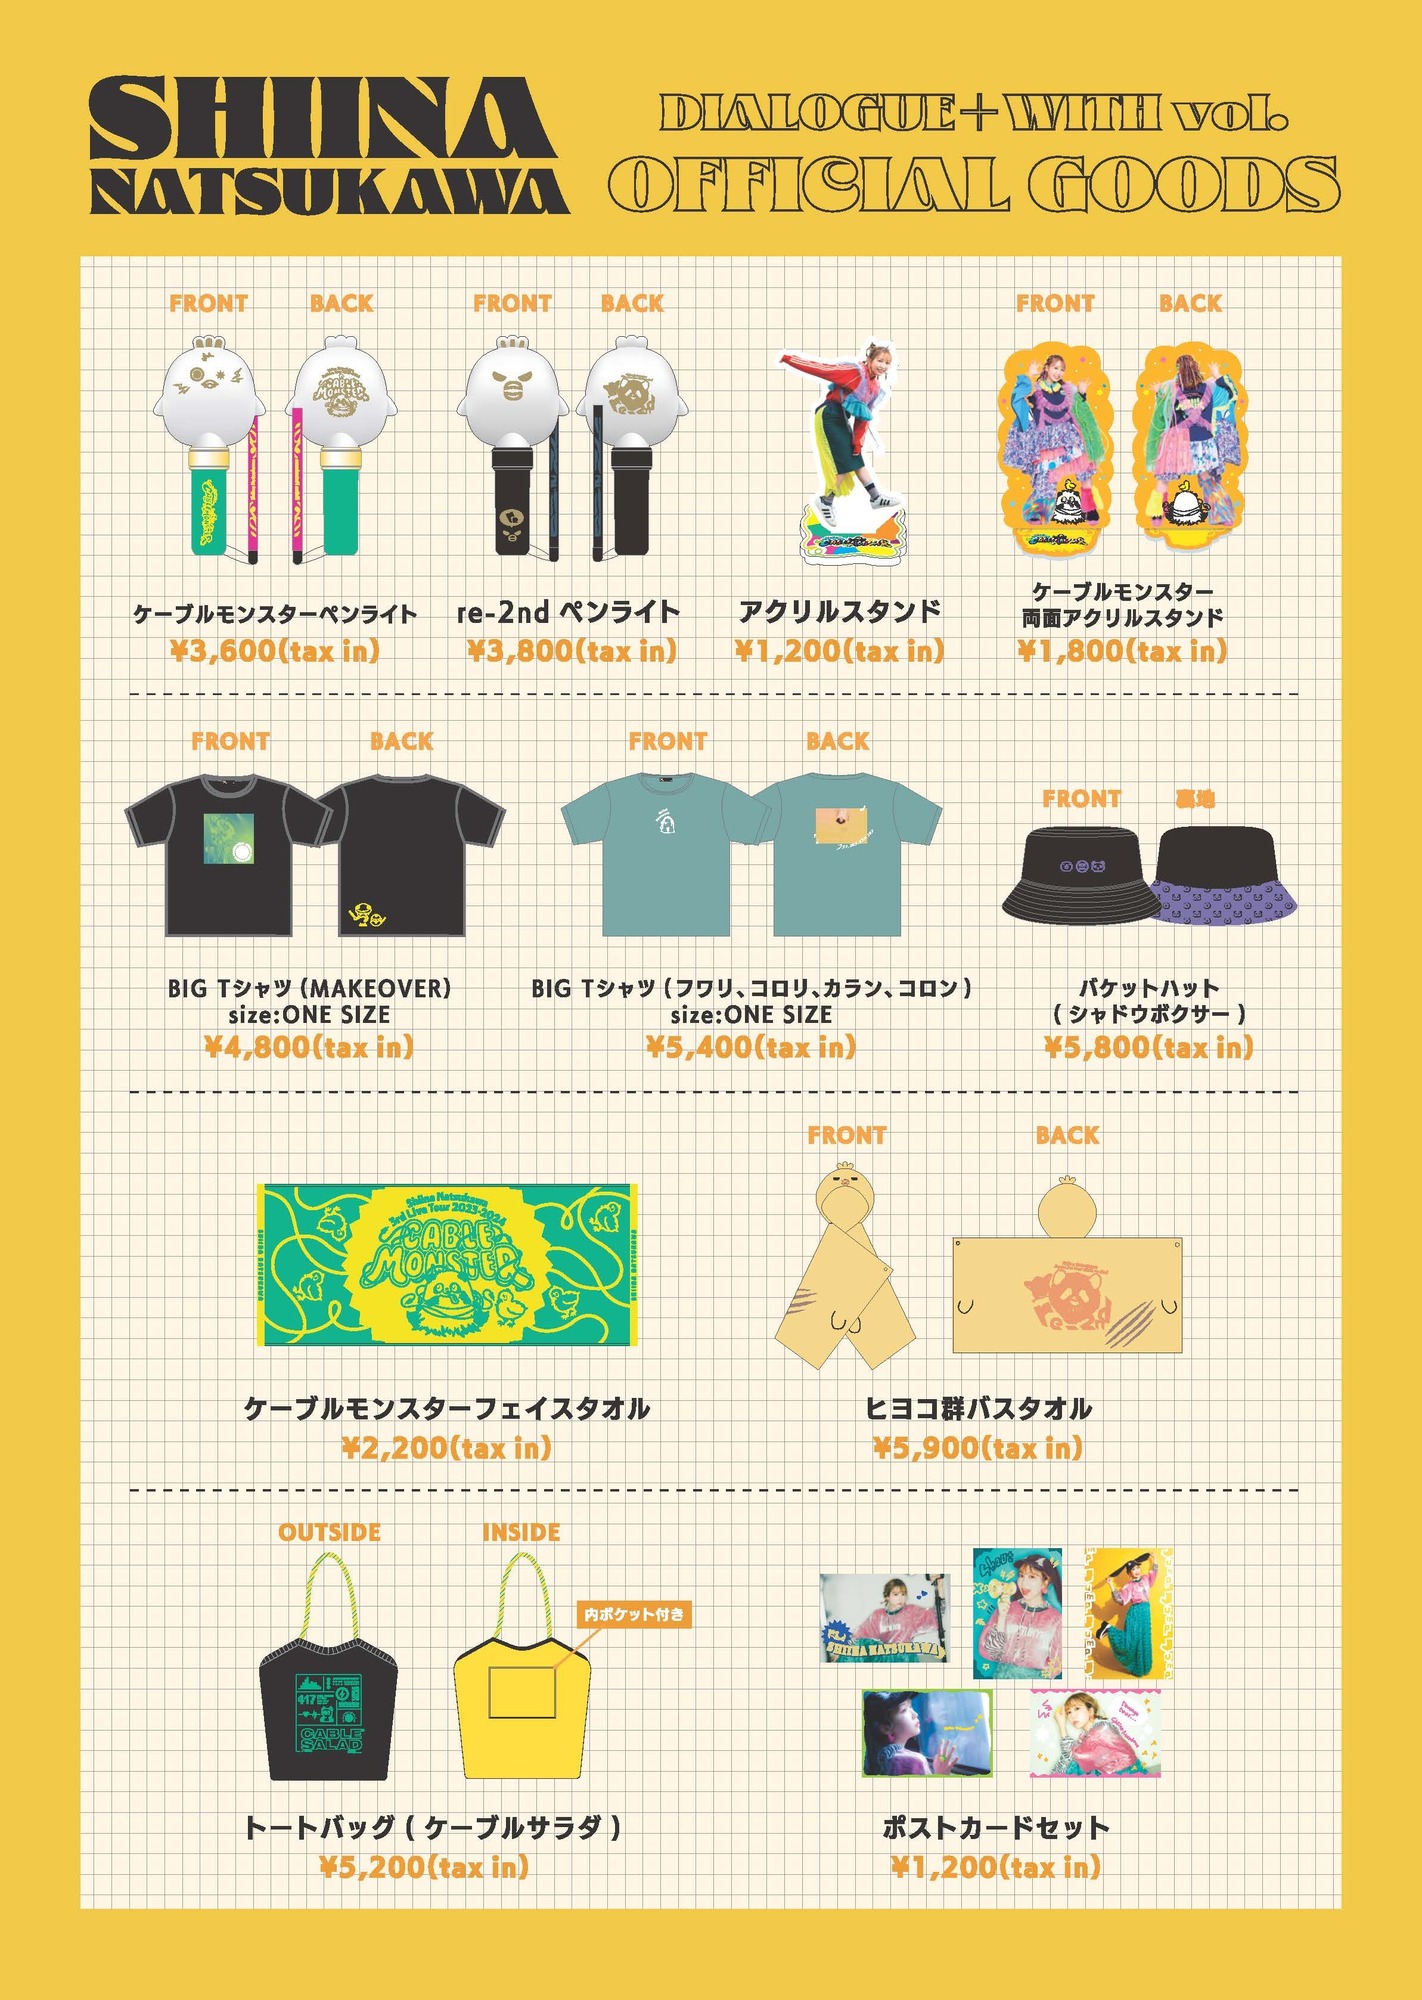 SHIINA
NATSUKAWA
DIALOGUE+WITH vol.
OFFICIAL GOODS
FRONT
BACK
FRONT
BACK
FRONT
BACK
ケーブルモンスターペンライト
¥3,600(tax in)
re-2nd ペンライト
¥3,800(tax in)
アクリルスタンド
¥1,200(tax in)
ケーブルモンスター
両面アクリルスタンド
¥1,800(tax in)
FRONT
BACK
FRONT
BACK
FRONT
裏地
BIG Tシャツ(MAKEOVER)
size:ONE SIZE
¥4,800(tax in)
BIG Tシャツ(フワリ、コロリ、カラン、コロン)
size:ONE SIZE
¥5,400(tax in)
バケットハット
(シャドウボクサー)
¥5,800(tax in)
Shiina Natsukawa
3rd Live Tour 2023-2024
CABLE
MONSTER
FRONT
BACK
re-2nd
ケーブルモンスターフェイスタオル
¥2,200(tax in)
ヒヨコ群バスタオル
¥5,900(tax in)
OUTSIDE
INSIDE
内ポケット付き
417
CABLE
SALAD
SHIINA NATSUKAWA
トートバッグ(ケーブルサラダ)
¥5,200(tax in)
ポストカードセット
¥1,200(tax in)